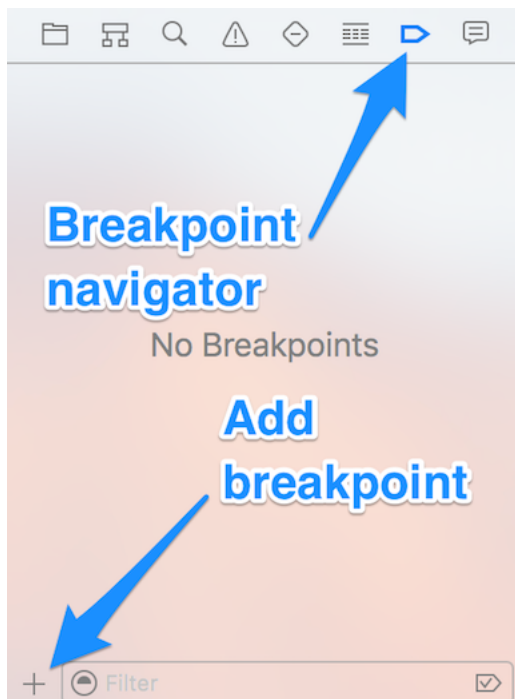 Breakpoint
navigator
No Breakpoints
Add
breakpoint
Filter